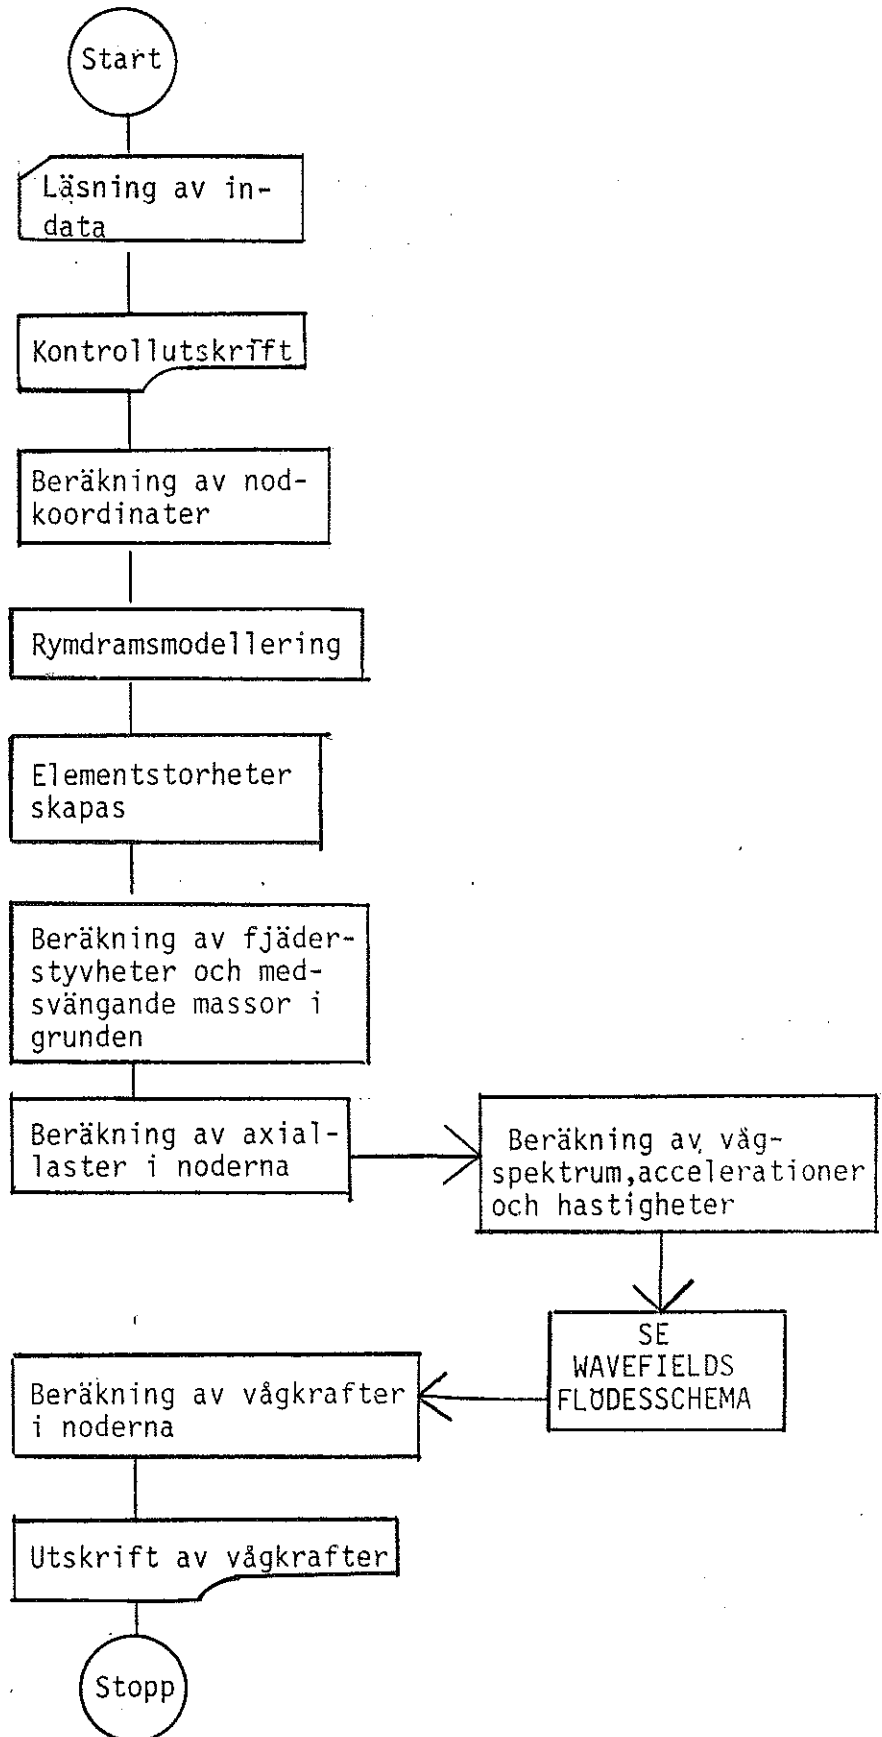 Start
Läsning av in-
data
Kontrollutskrift
Beräkning av nod-
koordinater
Rymdramsmodellering
Elementstorheter
skapas
Beräkning av fjäder-
styvheter och med-
svängande massor i
grunden
Beräkning av axial-
laster i noderna
Beräkning av våg-
spektrum,accelerationer
och hastigheter
SE
WAVEFIELDS
FLÖDESSCHEMA
Beräkning av vågkrafter
i noderna
Utskrift av vågkrafter
Stopp